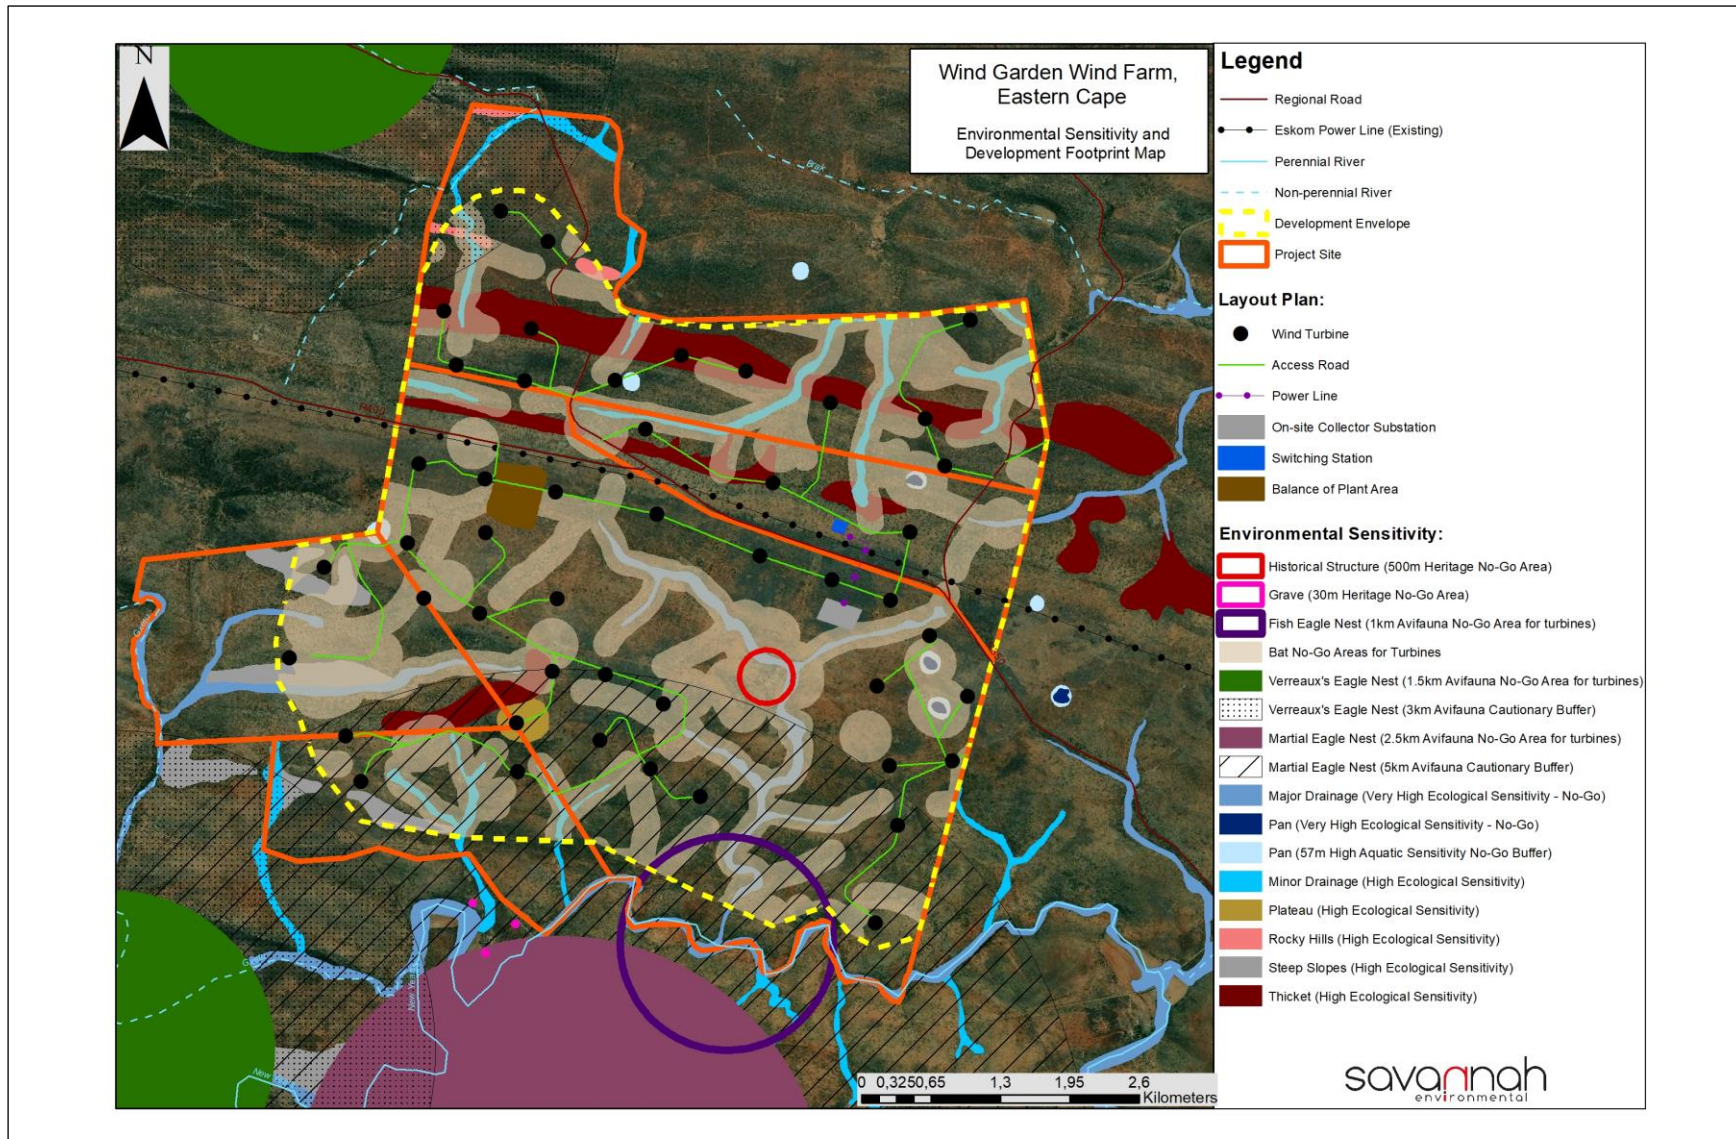 N
Wind Garden Wind Farm,
Eastern Cape
Environmental Sensitivity and
Development Footprint Map
Brak
R400
R350
Gxeth
New Years
New
0 0,325 0,65 1,3 1,95 2,6
Kilometers
Legend
Regional Road
Eskom Power Line (Existing)
Perennial River
Non-perennial River
Development Envelope
Project Site
Layout Plan:
Wind Turbine
Access Road
Power Line
On-site Collector Substation
Switching Station
Balance of Plant Area
Environmental Sensitivity:
Historical Structure (500m Heritage No-Go Area)
Grave (30m Heritage No-Go Area)
Fish Eagle Nest (1km Avifauna No-Go Area for turbines)
Bat No-Go Areas for Turbines
Verreaux's Eagle Nest (1.5km Avifauna No-Go Area for turbines)
Verreaux's Eagle Nest (3km Avifauna Cautionary Buffer)
Martial Eagle Nest (2.5km Avifauna No-Go Area for turbines)
Martial Eagle Nest (5km Avifauna Cautionary Buffer)
Major Drainage (Very High Ecological Sensitivity - No-Go)
Pan (Very High Ecological Sensitivity - No-Go)
Pan (57m High Aquatic Sensitivity No-Go Buffer)
Minor Drainage (High Ecological Sensitivity)
Plateau (High Ecological Sensitivity)
Rocky Hills (High Ecological Sensitivity)
Steep Slopes (High Ecological Sensitivity)
Thicket (High Ecological Sensitivity)
savannah
environmental